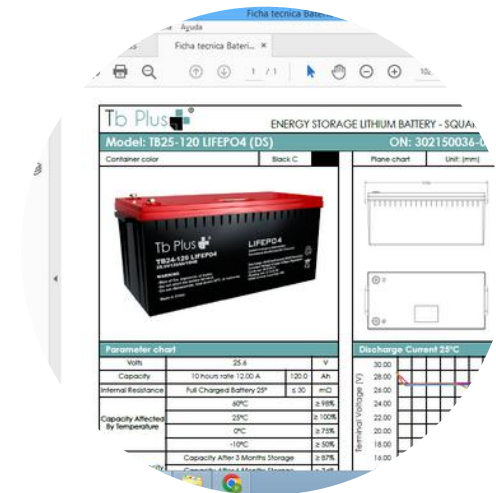 Ficha tecnica Bateri
Ayuda
Ficha tecnica Bateri... ×
1 / 1
Tb Plus
ENERGY STORAGE LITHIUM BATTERY - SQUA
Model: TB25-120 LIFEPO4 (DS)
ON: 302150036-0
Container color
Black C
Plane chart
Unit: (mm)
Tb Plus
LIFEPO4
TB24-120 LIFEPO4
WARNING
Parameter chart
Discharge Current 25°C
Volts
25.6
V
Capacity
10 hours rate 12.00 A
120.0
Ah
Internal Resistance
Full Charged Battery 25°
≤ 30
mΩ
Capacity Affected By Temperature
60°C
≥ 98%
25°C
≥ 100%
0°C
≥ 75%
-10°C
≥ 50%
Capacity After 3 Months Storage
≥ 87%
Terminal Voltage (V)
30.00
28.00
26.00
24.00
22.00
20.00
18.00
16.00